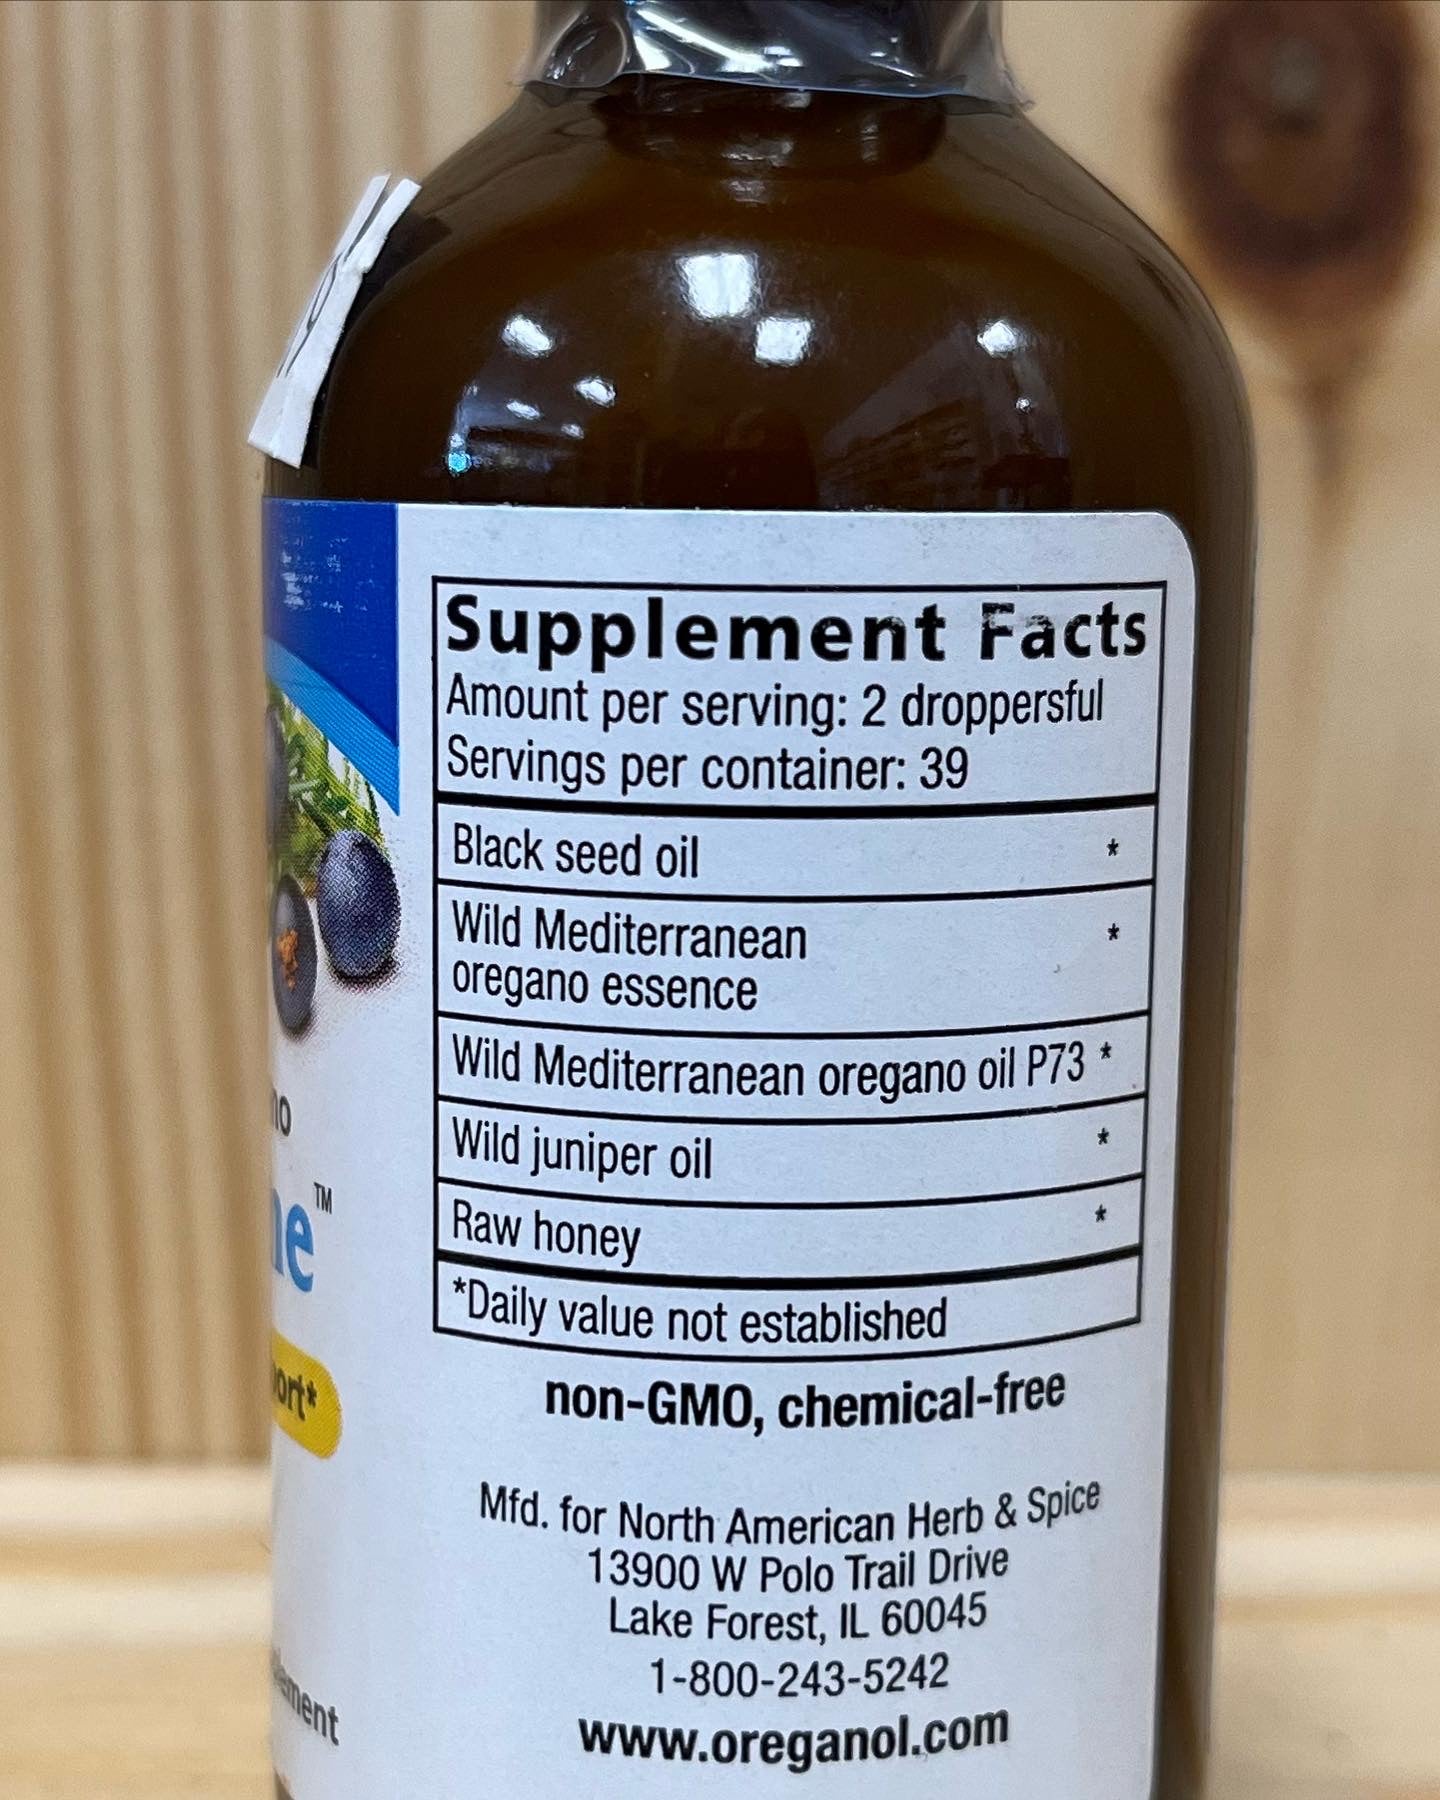 Supplement Facts
Amount per serving: 2 droppersful
Servings per container: 39
Black seed oil *
Wild Mediterranean *
oregano essence
Wild Mediterranean oregano oil P73 *
Wild juniper oil *
Raw honey *
*Daily value not established
non-GMO, chemical-free
Mfd. for North American Herb & Spice
13900 W Polo Trail Drive
Lake Forest, IL 60045
1-800-243-5242
www.oreganol.com